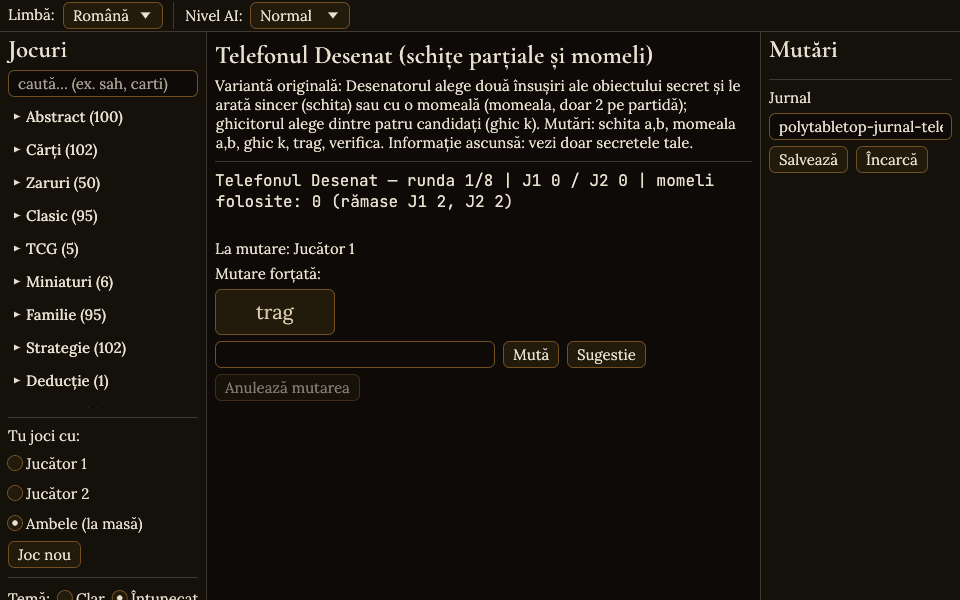 Limbă: Română ▼ Nivel AI: Normal ▼
Jocuri
caută... (ex. sah, carti)
▸ Abstract (100)
▸ Cărți (102)
▸ Zaruri (50)
▸ Clasic (95)
▸ TCG (5)
▸ Miniaturi (6)
▸ Familie (95)
▸ Strategie (102)
▸ Deducție (1)
Tu joci cu:
Jucător 1
Jucător 2
Ambele (la masă)
Joc nou
Temă: Clar Întunecat
Telefonul Desenat (schițe parțiale și momeli)
Variantă originală: Desenatorul alege două însușiri ale obiectului secret și le
arată sincer (schita) sau cu o momeală (momeala, doar 2 pe partidă);
ghicitorul alege dintre patru candidați (ghic k). Mutări: schita a,b, momeala
a,b, ghic k, trag, verifica. Informație ascunsă: vezi doar secretele tale.
Telefonul Desenat — runda 1/8 | J1 0 / J2 0 | momeli
folosite: 0 (rămase J1 2, J2 2)
La mutare: Jucător 1
Mutare forțată:
trag
Mută Sugestie
Anulează mutarea
Mutări
Jurnal
polytabletop-jurnal-tele
Salvează Încarcă